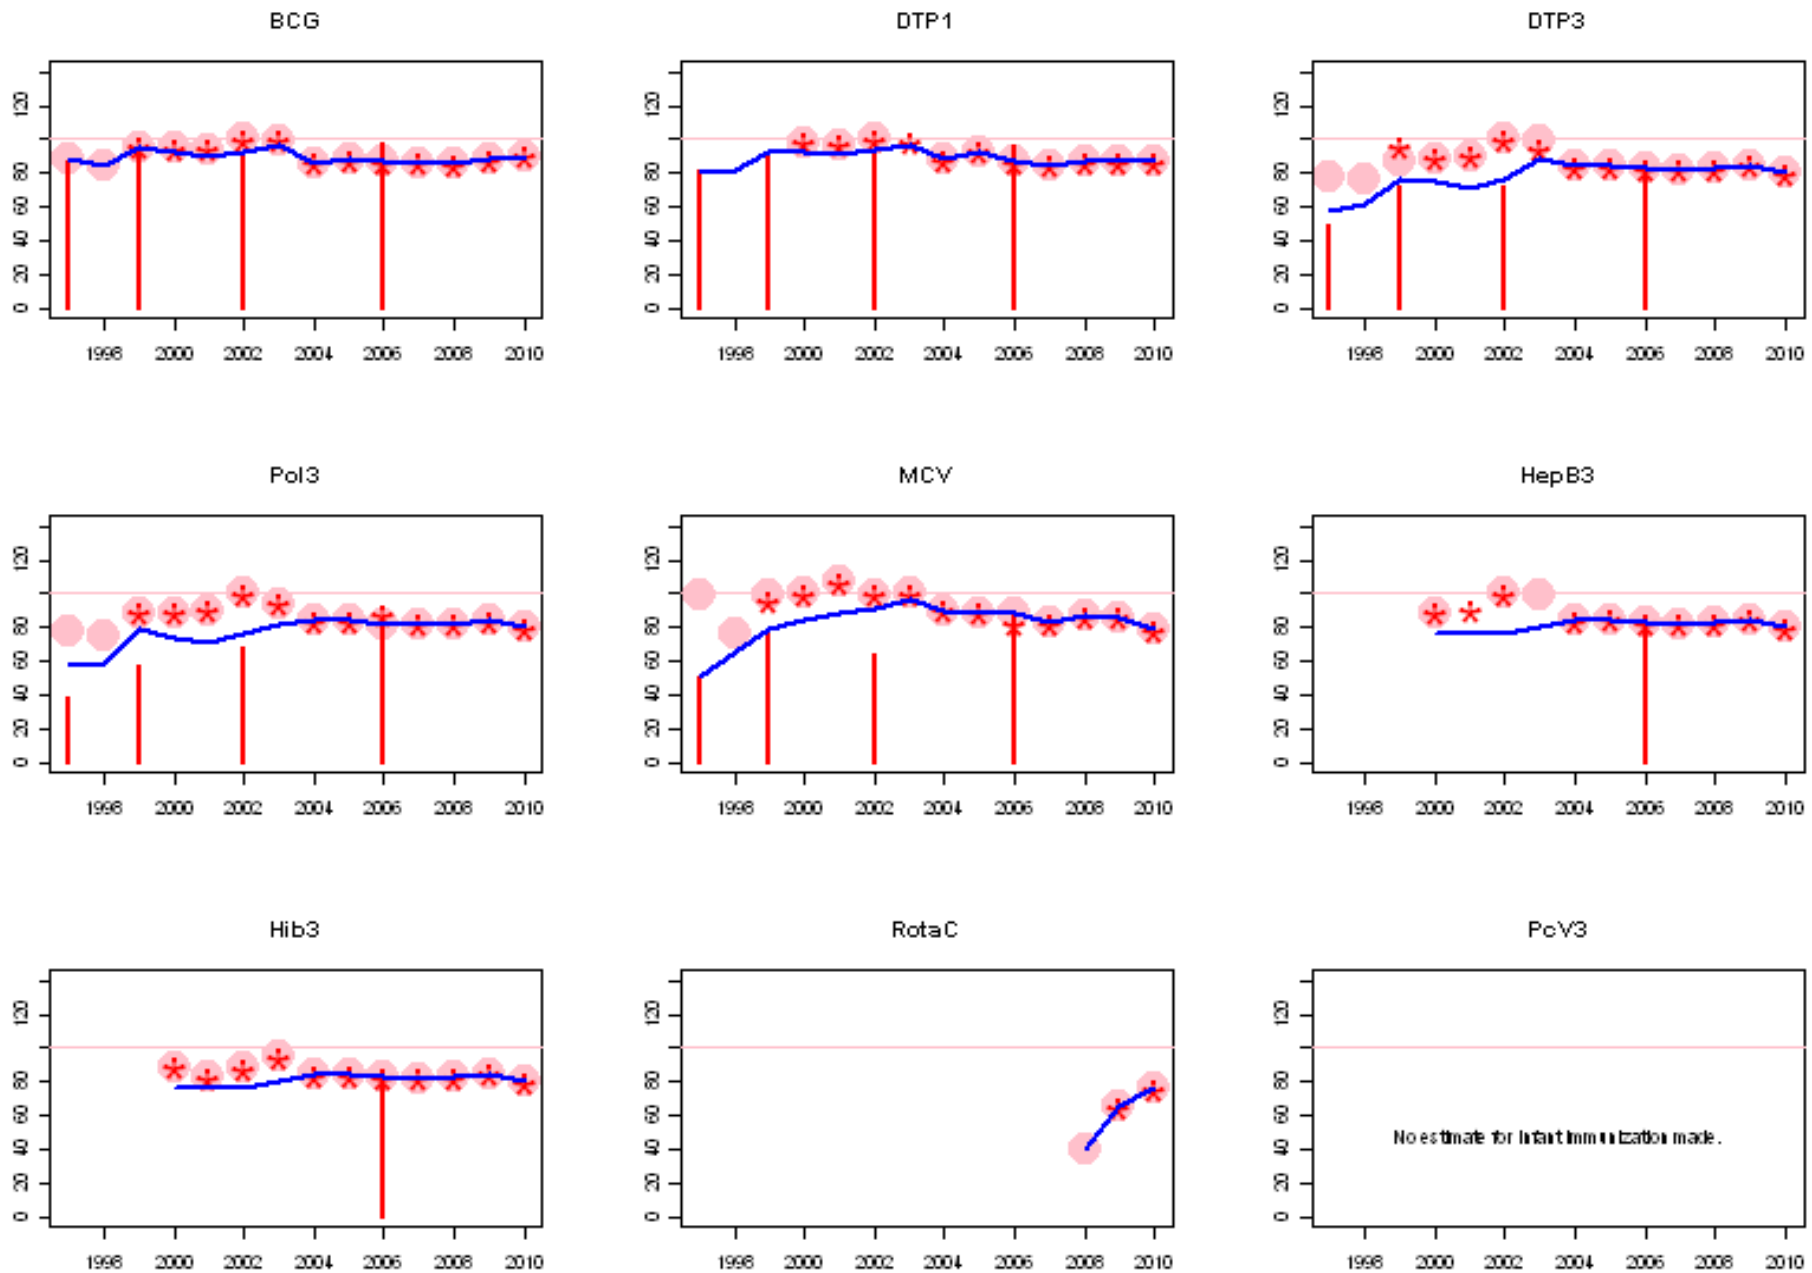 BCG
DTP1
DTP3
0 20 40 60 80 120
0 20 40 60 80 120
0 20 40 60 80 120
1998 2000 2002 2004 2006 2008 2010
1998 2000 2002 2004 2006 2008 2010
1998 2000 2002 2004 2006 2008 2010
Pol3
MCV
HepB3
0 20 40 60 80 120
0 20 40 60 80 120
0 20 40 60 80 120
1998 2000 2002 2004 2006 2008 2010
1998 2000 2002 2004 2006 2008 2010
1998 2000 2002 2004 2006 2008 2010
Hib3
RotaC
PcV3
0 20 40 60 80 120
0 20 40 60 80 120
0 20 40 60 80 120
No estimate for infant immunization made.
1998 2000 2002 2004 2006 2008 2010
1998 2000 2002 2004 2006 2008 2010
1998 2000 2002 2004 2006 2008 2010